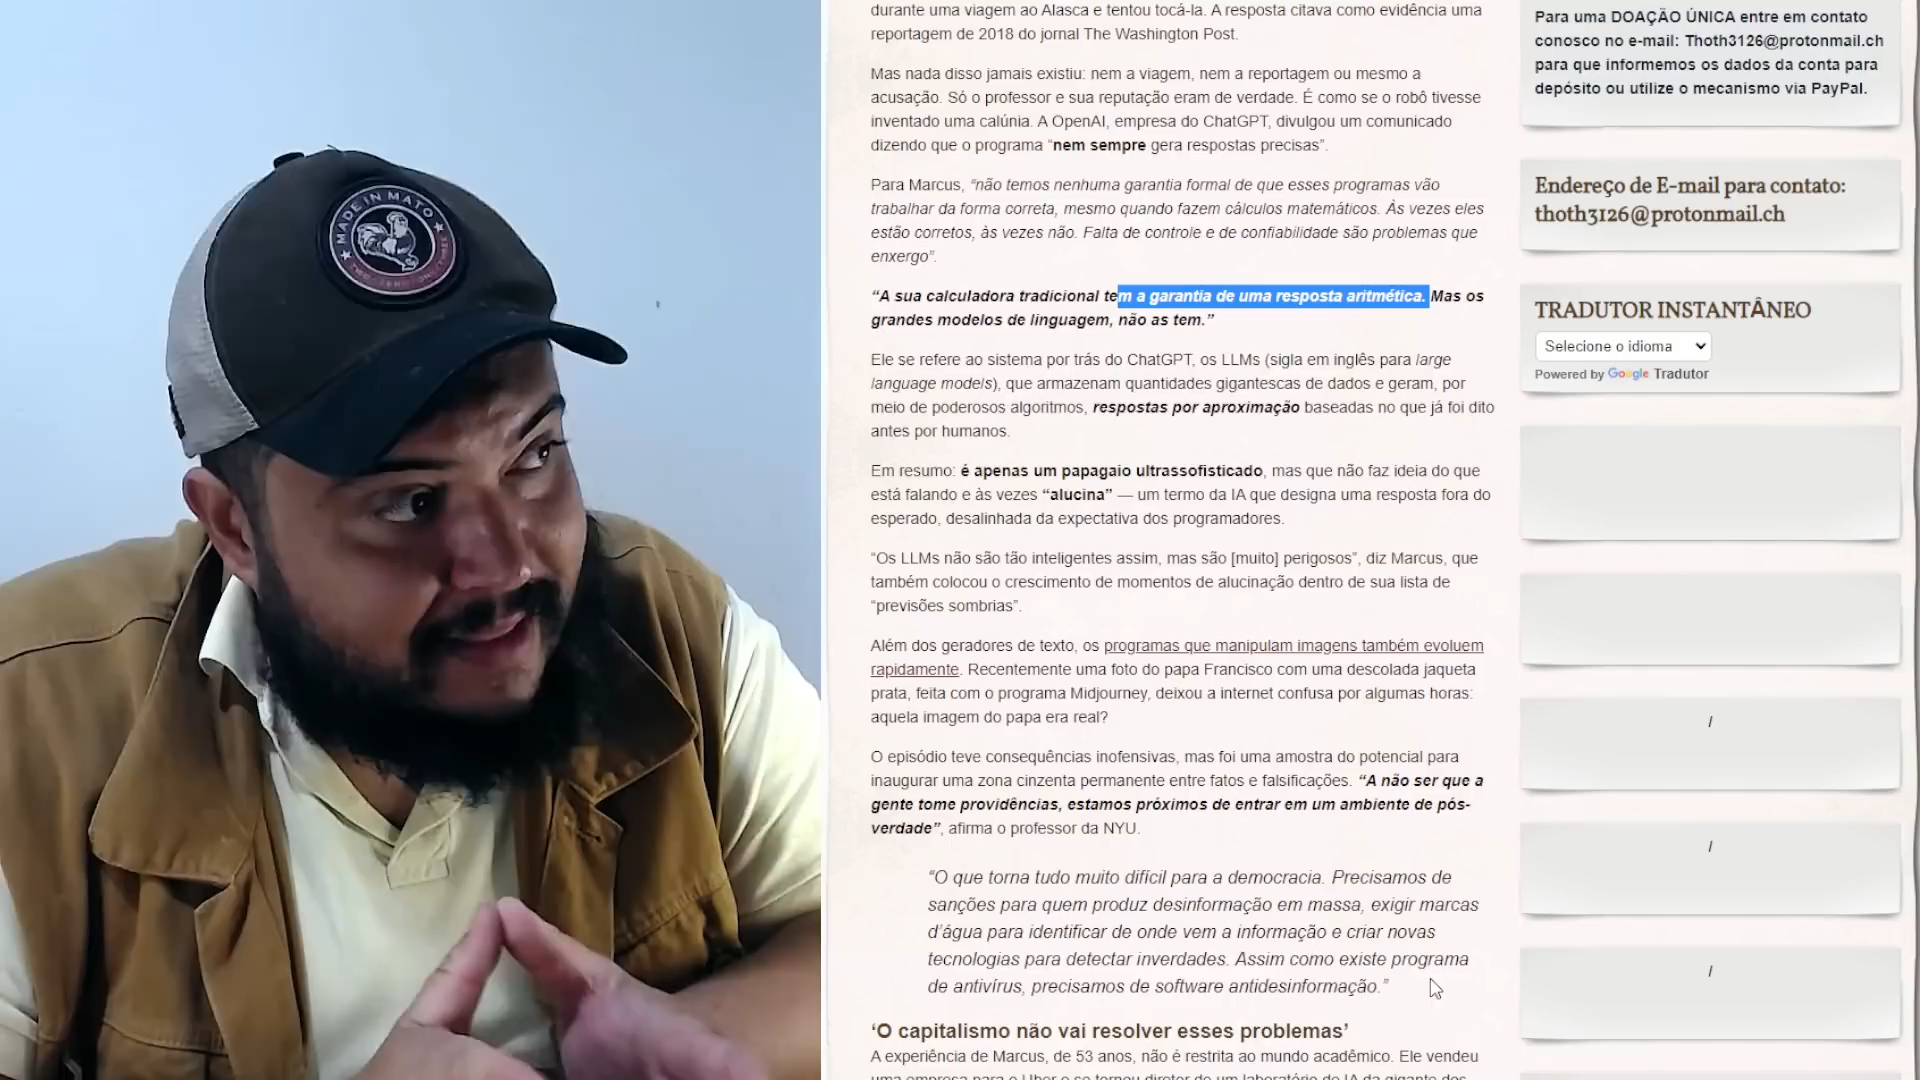 MADE IN MATO
durante uma viagem ao Alasca e tentou tocá-la. A resposta citava como evidência uma
reportagem de 2018 do jornal The Washington Post.
Mas nada disso jamais existiu: nem a viagem, nem a reportagem ou mesmo a
acusação. Só o professor e sua reputação eram de verdade. É como se o robô tivesse
inventado uma calúnia. A OpenAI, empresa do ChatGPT, divulgou um comunicado
dizendo que o programa “nem sempre gera respostas precisas”.
Para Marcus, “não temos nenhuma garantia formal de que esses programas vão
trabalhar da forma correta, mesmo quando fazem cálculos matemáticos. Às vezes eles
estão corretos, às vezes não. Falta de controle e de confiabilidade são problemas que
enxergo”.
“A sua calculadora tradicional tem a garantia de uma resposta aritmética. Mas os
grandes modelos de linguagem, não as tem.”
Ele se refere ao sistema por trás do ChatGPT, os LLMs (sigla em inglês para large
language models), que armazenam quantidades gigantescas de dados e geram, por
meio de poderosos algoritmos, respostas por aproximação baseadas no que já foi dito
antes por humanos.
Em resumo: é apenas um papagaio ultrassofisticado, mas que não faz ideia do que
está falando e às vezes “alucina” — um termo da IA que designa uma resposta fora do
esperado, desalinhada da expectativa dos programadores.
“Os LLMs não são tão inteligentes assim, mas são [muito] perigosos”, diz Marcus, que
também colocou o crescimento de momentos de alucinação dentro de sua lista de
“previsões sombrias”.
Além dos geradores de texto, os programas que manipulam imagens também evoluem
rapidamente. Recentemente uma foto do papa Francisco com uma descolada jaqueta
prata, feita com o programa Midjourney, deixou a internet confusa por algumas horas:
aquela imagem do papa era real?
O episódio teve consequências inofensivas, mas foi uma amostra do potencial para
inaugurar uma zona cinzenta permanente entre fatos e falsificações. “A não ser que a
gente tome providências, estamos próximos de entrar em um ambiente de pós-
verdade”, afirma o professor da NYU.
“O que torna tudo muito difícil para a democracia. Precisamos de
sanções para quem produz desinformação em massa, exigir marcas
d’água para identificar de onde vem a informação e criar novas
tecnologias para detectar inverdades. Assim como existe programa
de antivírus, precisamos de software antidesinformação.”
‘O capitalismo não vai resolver esses problemas’
A experiência de Marcus, de 53 anos, não é restrita ao mundo acadêmico. Ele vendeu
uma empresa para o Uber e se tornou diretor de um laboratório de IA da gigante dos
Para uma DOAÇÃO ÚNICA entre em contato
conosco no e-mail: Thoth3126@protonmail.ch
para que informemos os dados da conta para
depósito ou utilize o mecanismo via PayPal.
Endereço de E-mail para contato:
thoth3126@protonmail.ch
TRADUTOR INSTANTÂNEO
Selecione o idioma
Powered by Google Tradutor
/
/
/